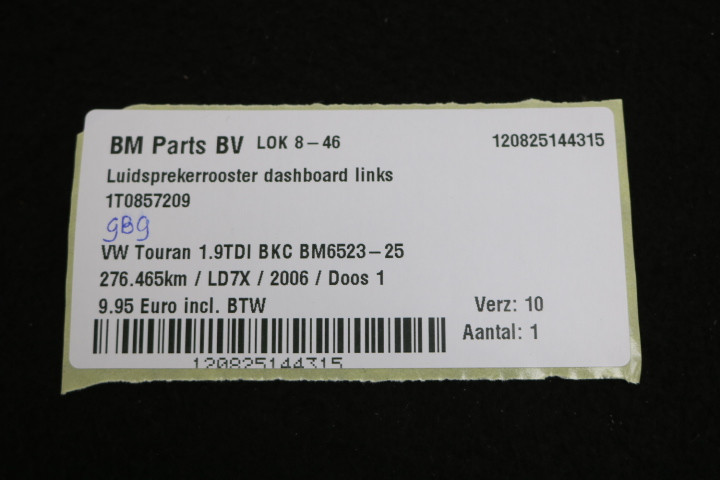 BM Parts BV LOK 8-46 120825144315
Luidsprekerrooster dashboard links
1T0857209
9B9
VW Touran 1.9TDI BKC BM6523-25
276.465km / LD7X / 2006 / Doos 1
9.95 Euro incl. BTW Verz: 10
Aantal: 1
120825144315